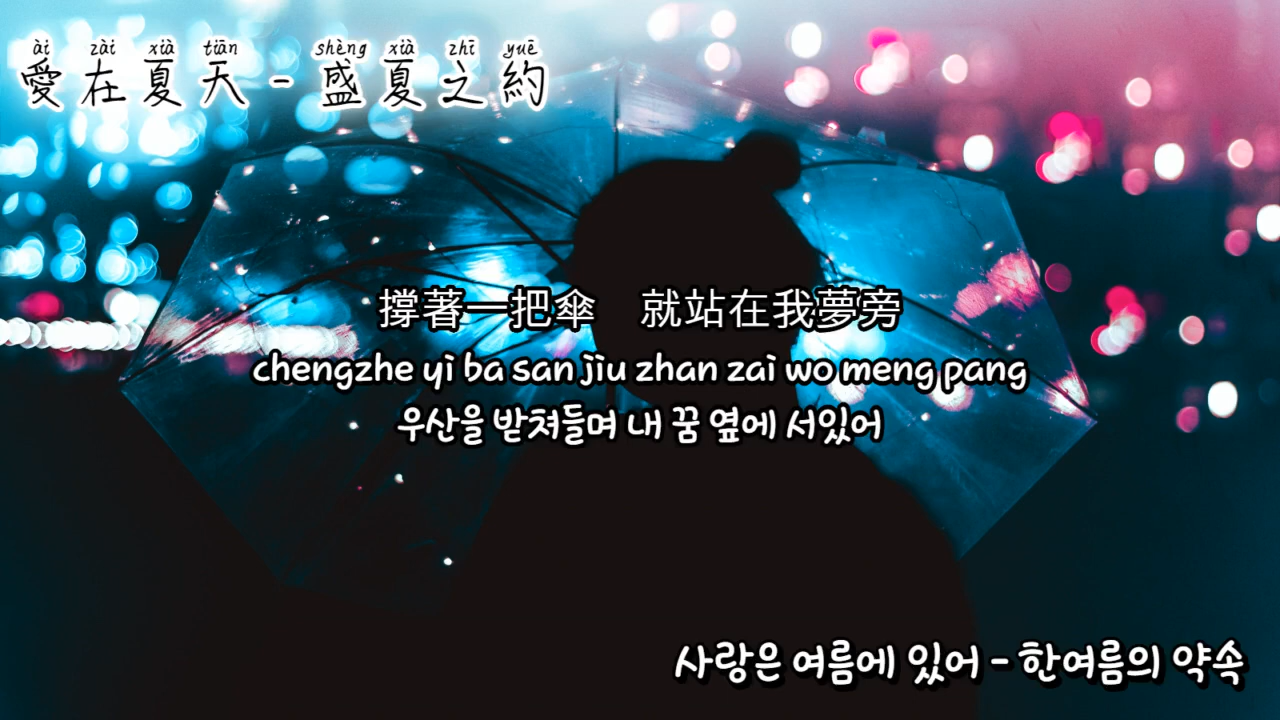 ài zài xià tiān shèng xià zhī yuē
愛在夏天 - 盛夏之約
撐著一把傘 就站在我夢旁
chengzhe yi ba san jiu zhan zai wo meng pang
우산을 받쳐들며 내 꿈 옆에 서있어
사랑은 여름에 있어 - 한여름의 약속